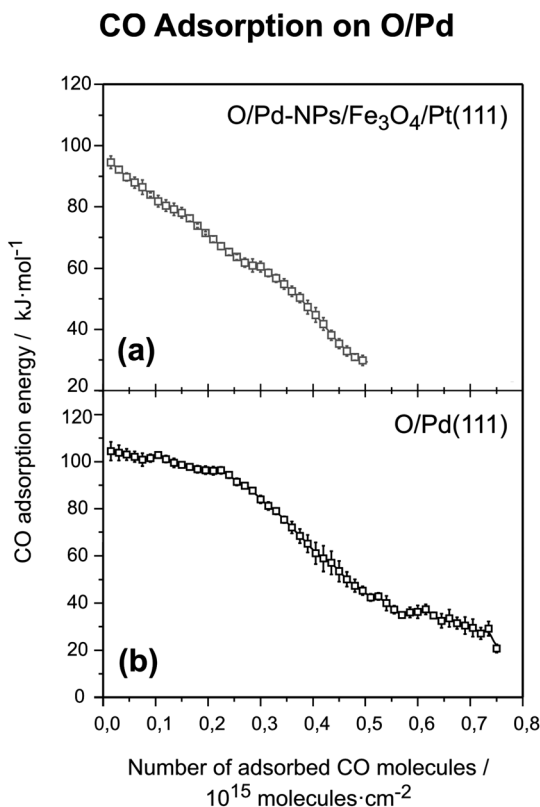 CO Adsorption on O/Pd
120
O/Pd-NPs/Fe₃O₄/Pt(111)
100
80
60
40
(a)
20
CO adsorption energy / kJ·mol⁻¹
120
O/Pd(111)
100
80
60
40
20
(b)
0
0,0 0,1 0,2 0,3 0,4 0,5 0,6 0,7 0,8
Number of adsorbed CO molecules /
10¹⁵ molecules·cm⁻²